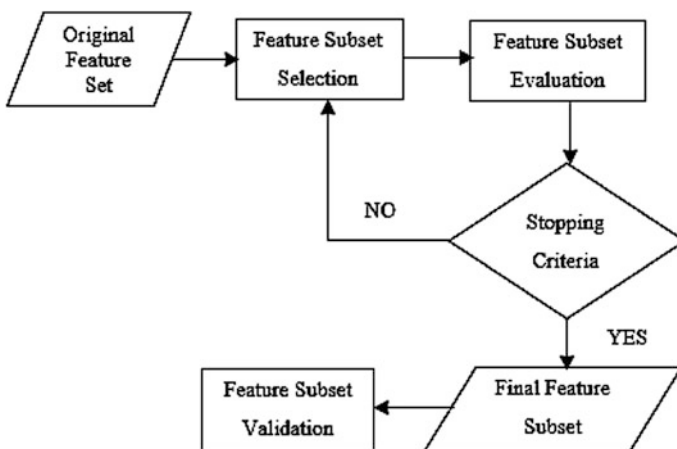 Original
Feature
Set
Feature Subset
Selection
Feature Subset
Evaluation
NO
Stopping
Criteria
YES
Feature Subset
Validation
Final Feature
Subset